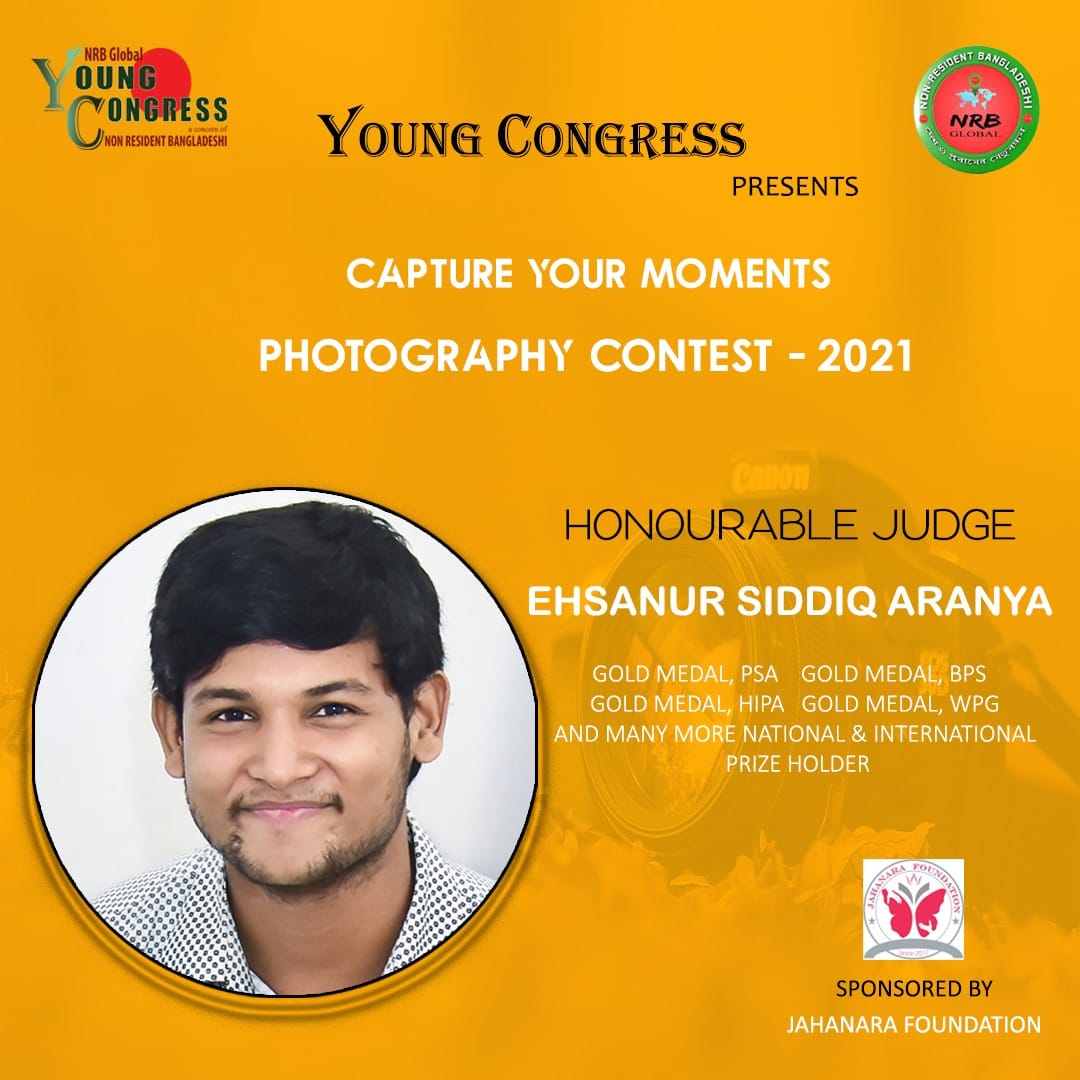 NRB Global
YOUNG
CONGRESS
a concern of
NON RESIDENT BANGLADESHI
NON-RESIDENT BANGLADESHI
NRB
GLOBAL
YOUNG CONGRESS
PRESENTS
CAPTURE YOUR MOMENTS
PHOTOGRAPHY CONTEST - 2021
Canon
HONOURABLE JUDGE
EHSANUR SIDDIQ ARANYA
GOLD MEDAL, PSA GOLD MEDAL, BPS
GOLD MEDAL, HIPA GOLD MEDAL, WPG
AND MANY MORE NATIONAL & INTERNATIONAL
PRIZE HOLDER
JAHANARA FOUNDATION
SPONSORED BY
JAHANARA FOUNDATION